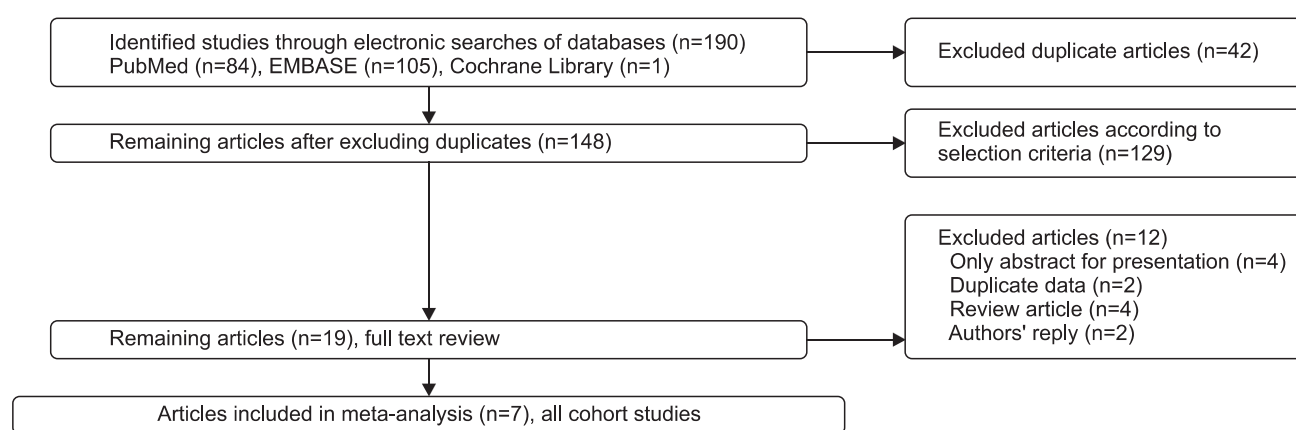 Identified studies through electronic searches of databases (n=190)
PubMed (n=84), EMBASE (n=105), Cochrane Library (n=1)
Excluded duplicate articles (n=42)
Remaining articles after excluding duplicates (n=148)
Excluded articles according to
selection criteria (n=129)
Excluded articles (n=12)
Only abstract for presentation (n=4)
Duplicate data (n=2)
Review article (n=4)
Authors' reply (n=2)
Remaining articles (n=19), full text review
Articles included in meta-analysis (n=7), all cohort studies